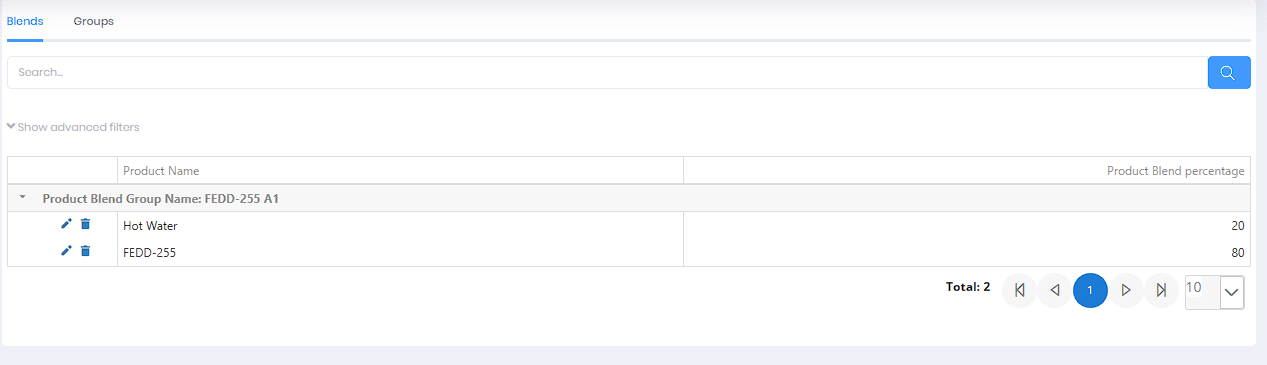 Blends Groups
Search...
Show advanced filters
Product Name Product Blend percentage
Product Blend Group Name: FEDD-255 A1
Hot Water 20
FEDD-255 80
Total: 2 1 10